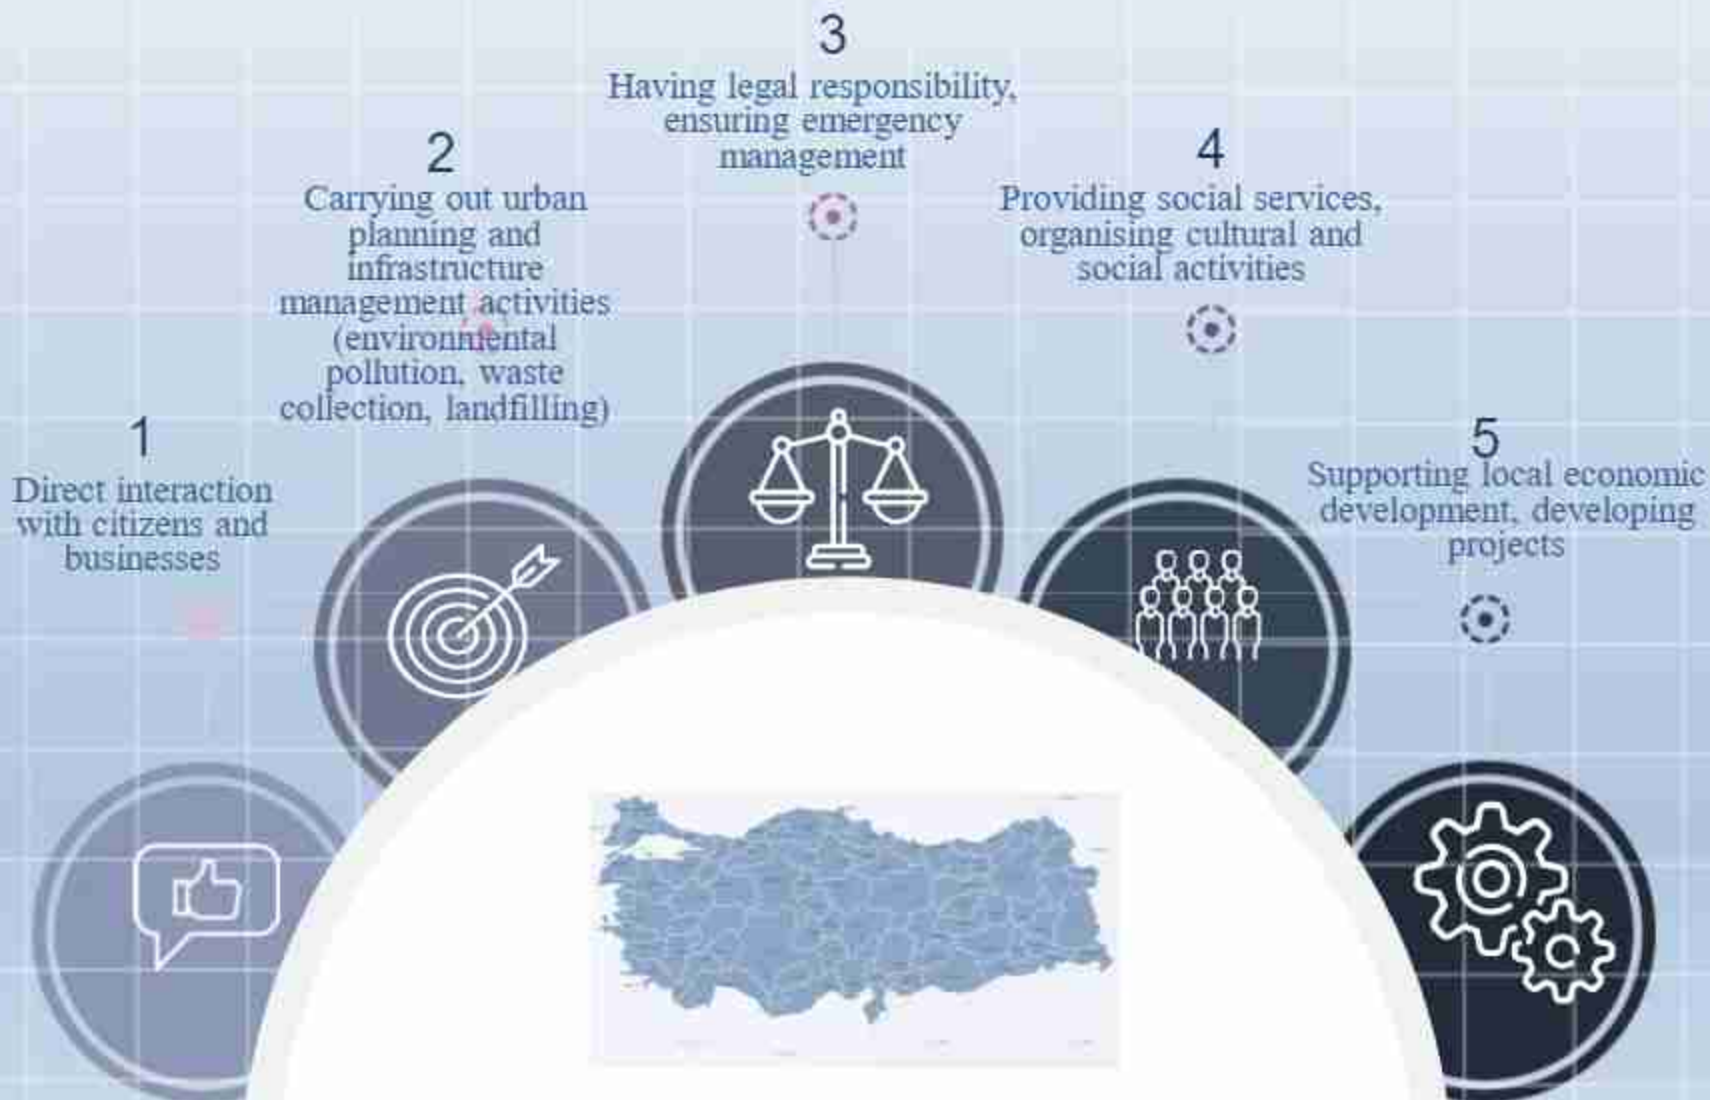 1
Direct interaction
with citizens and
businesses
2
Carrying out urban
planning and
infrastructure
management activities
(environmental
pollution, waste
collection, landfilling)
3
Having legal responsibility,
ensuring emergency
management
4
Providing social services,
organising cultural and
social activities
5
Supporting local economic
development, developing
projects